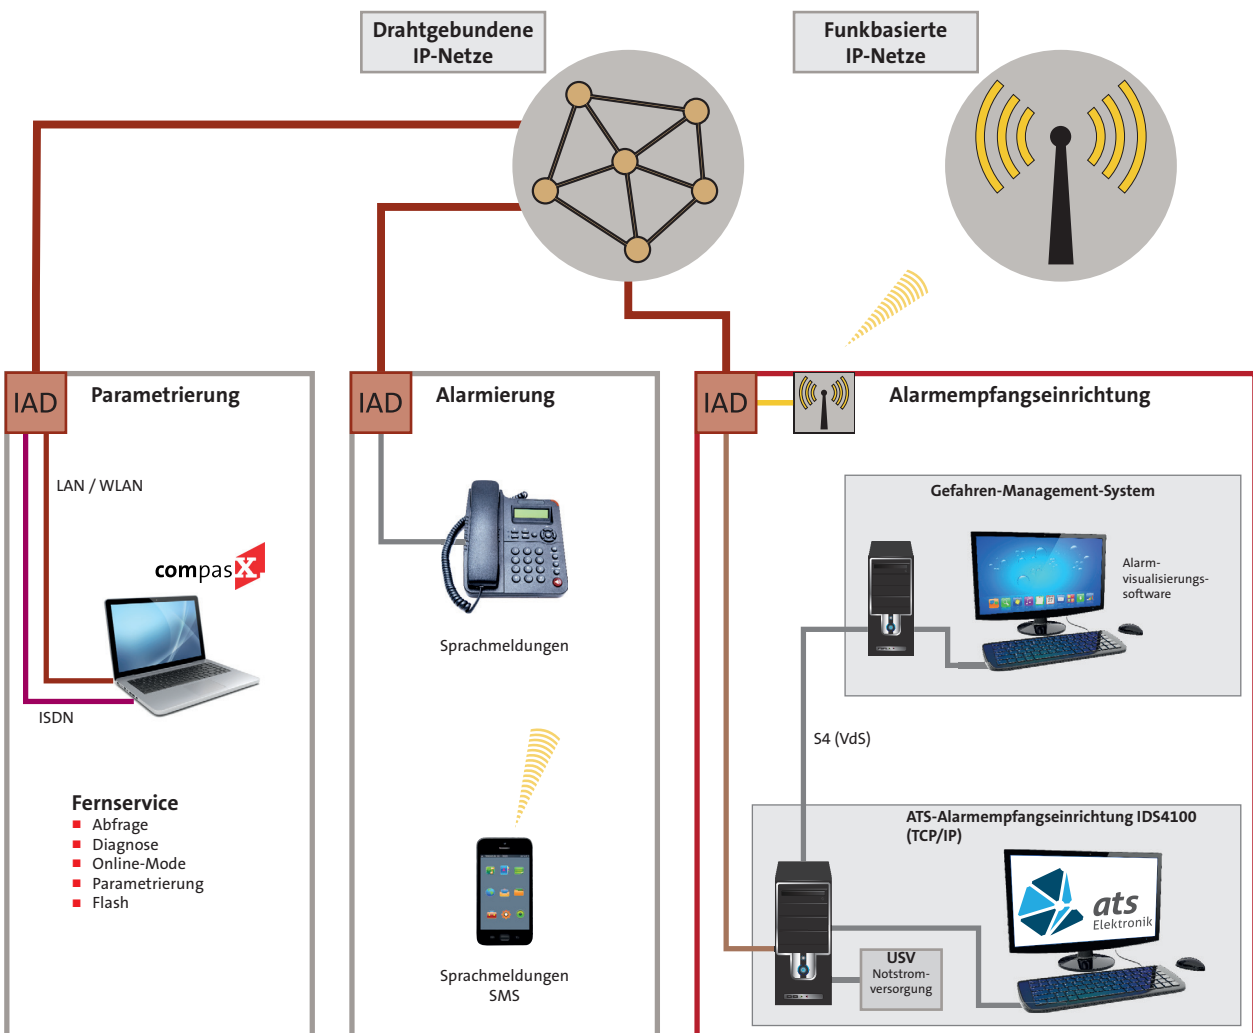 Drahtgebundene
IP-Netze
Funkbasierte
IP-Netze
IAD
Parametrierung
LAN / WLAN
compasX
ISDN
Fernservice
Abfrage
Diagnose
Online-Mode
Parametrierung
Flash
IAD
Alarmierung
Sprachmeldungen
Sprachmeldungen
SMS
IAD
Alarmempfangseinrichtung
Gefahren-Management-System
Alarm-
visualisierungs-
software
S4 (VdS)
ATS-Alarmempfangseinrichtung IDS4100
(TCP/IP)
ats
Elektronik
USV
Notstrom-
versorgung